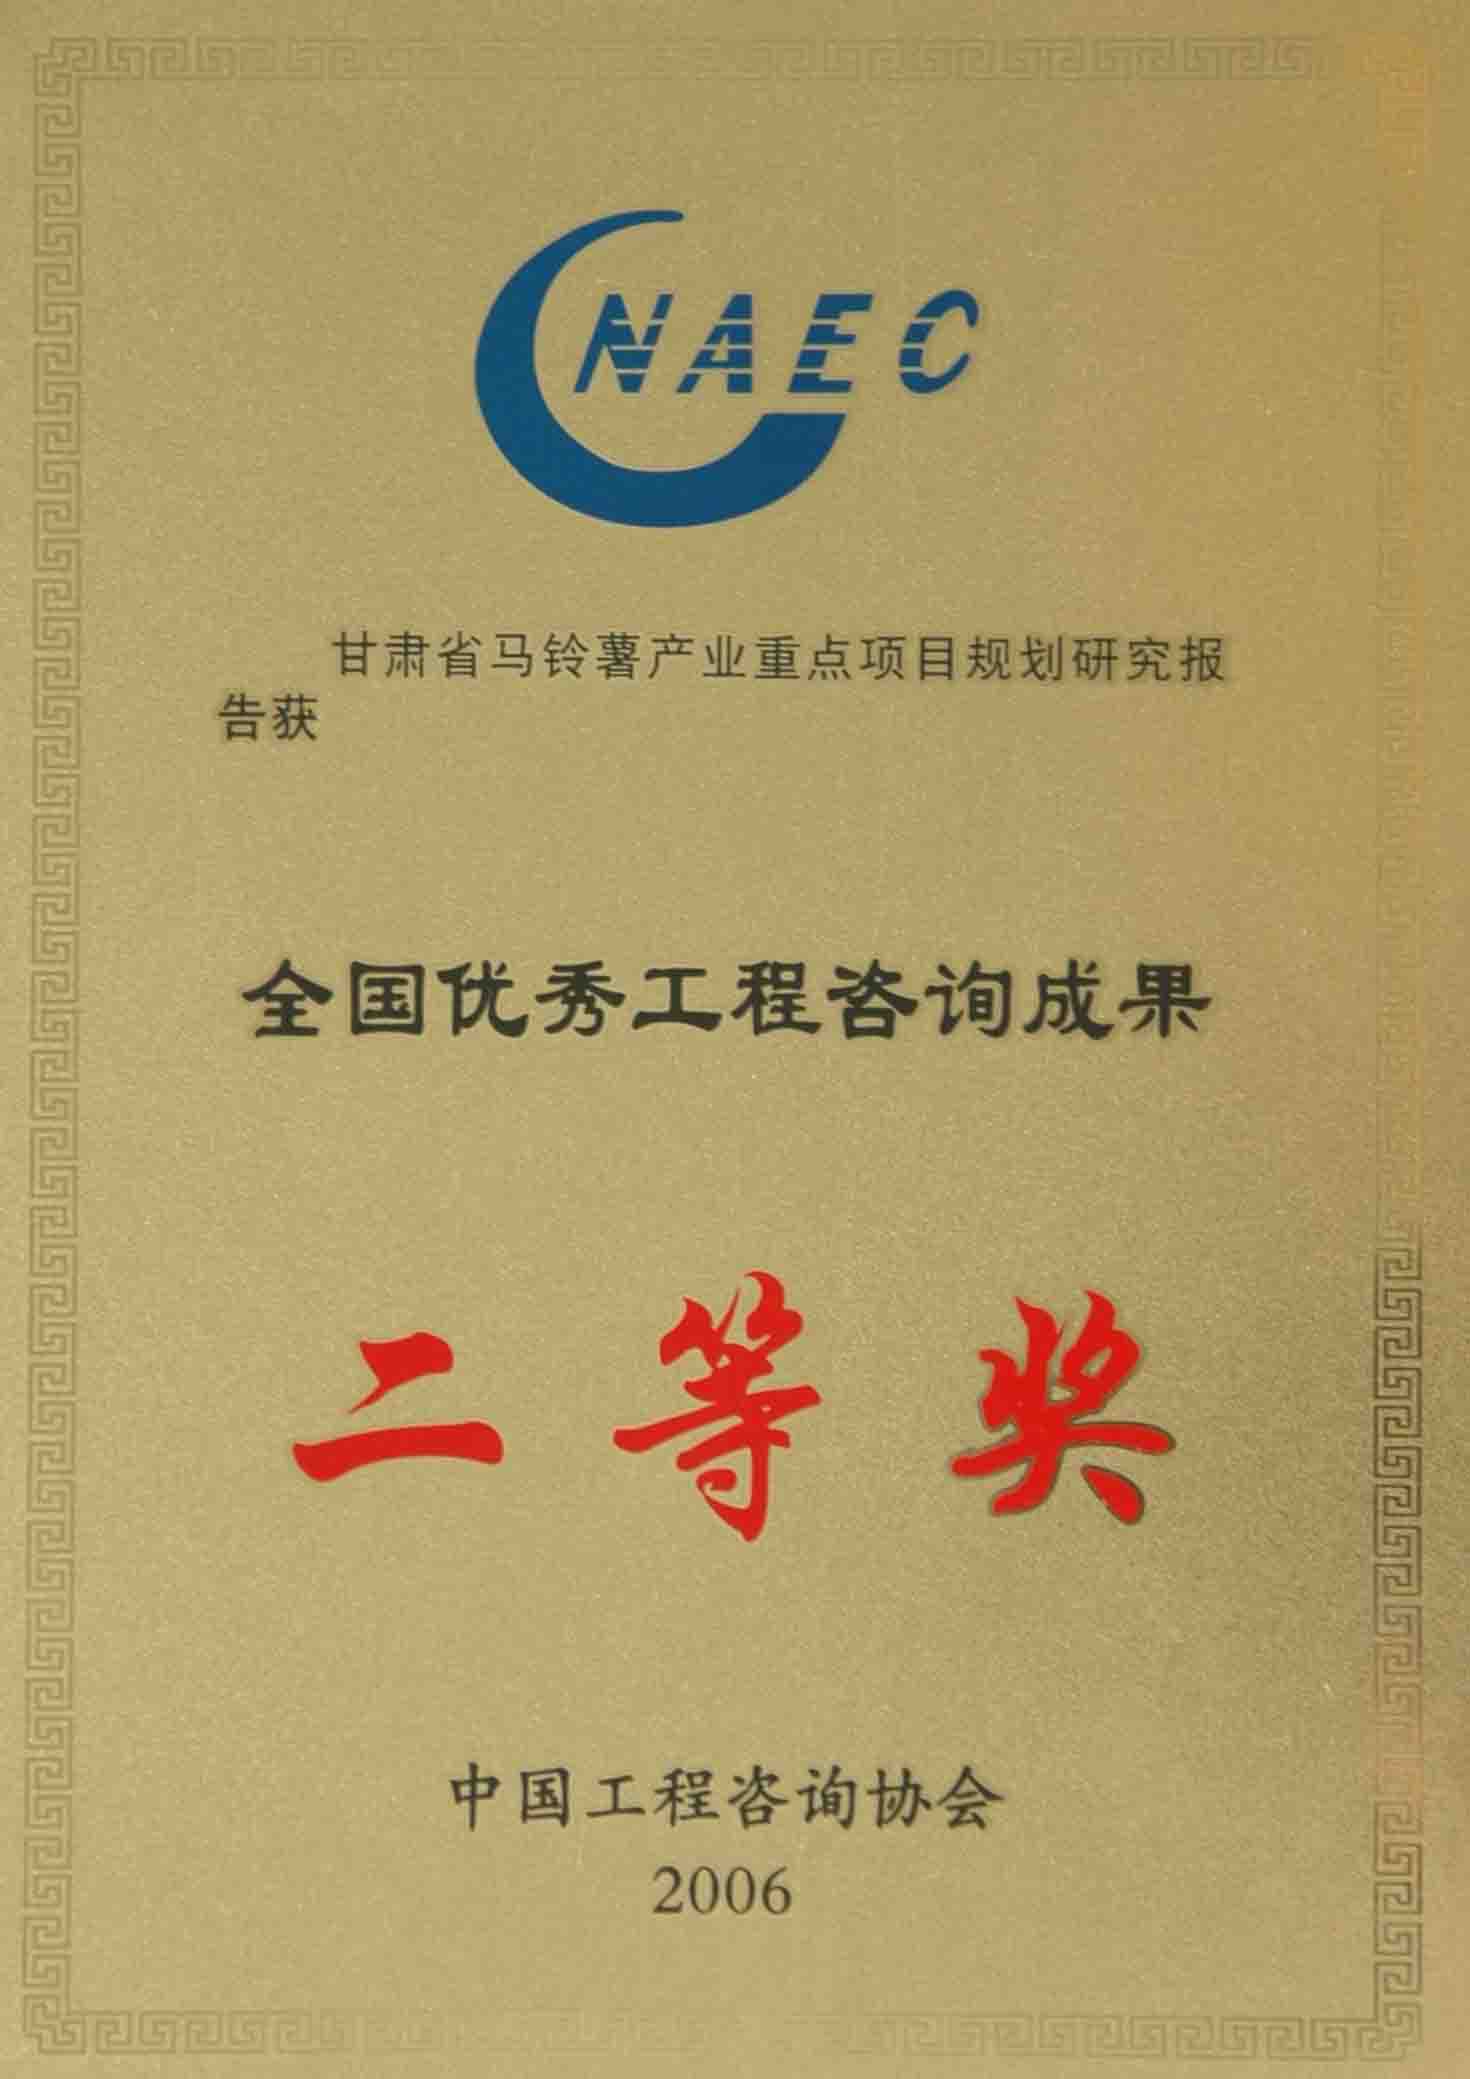 CNAEC
甘肃省马铃薯产业重点项目规划研究报
告获
全国优秀工程咨询成果
二等奖
中国工程咨询协会
2006